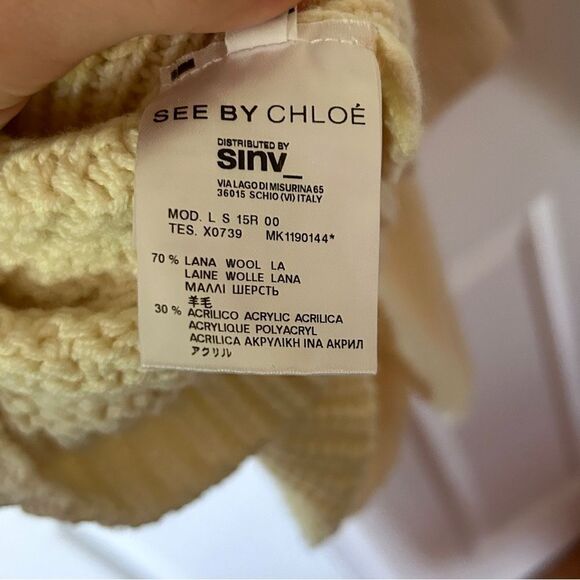 SEE BY CHLOÉ
DISTRIBUTED BY
sinv_
VIA LAGO DI MISURINA 65
36015 SCHIO (VI) ITALY
MOD. L S 15R 00
TES. X0739 MK1190144*
70 % LANA WOOL LA
LAINE WOLLE LANA
ΜΑΛΛΙ ШЕРСТЬ
羊毛
30 % ACRILICO ACRYLIC ACRILICA
ACRYLIQUE POLYACRYL
ACRILICA ΑΚΡΥΛΙΚΗ ΙΝΑ АКРИЛ
アクリル